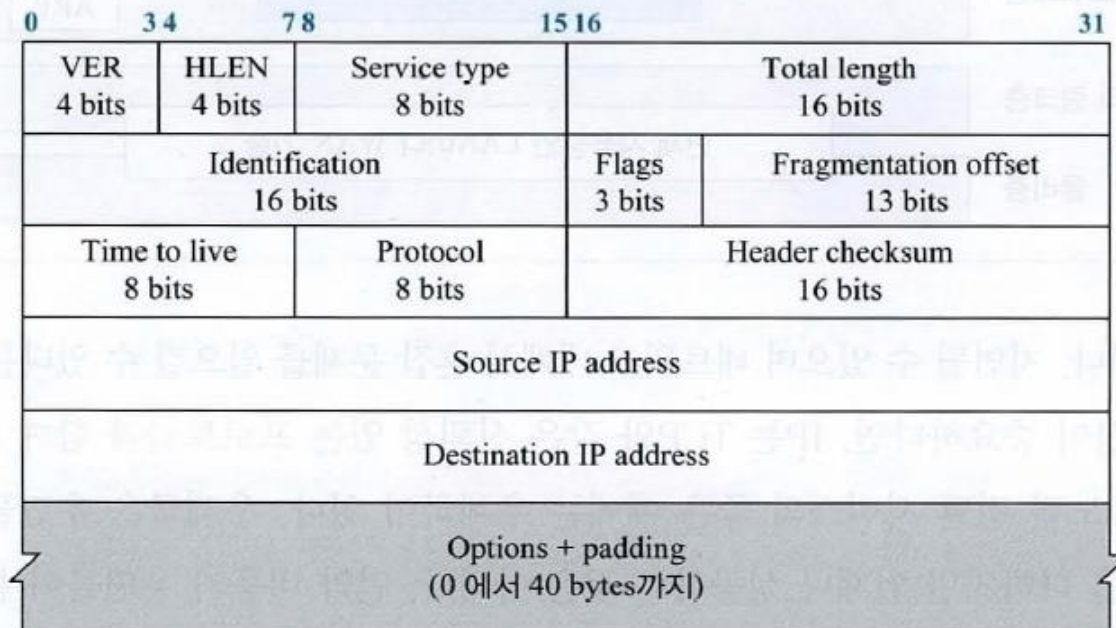 0 3 4 7 8 15 16 31
VER HLEN Service type Total length
4 bits 4 bits 8 bits 16 bits
Identification Flags Fragmentation offset
16 bits 3 bits 13 bits
Time to live Protocol Header checksum
8 bits 8 bits 16 bits
Source IP address
Destination IP address
Options + padding
(0 에서 40 bytes까지)